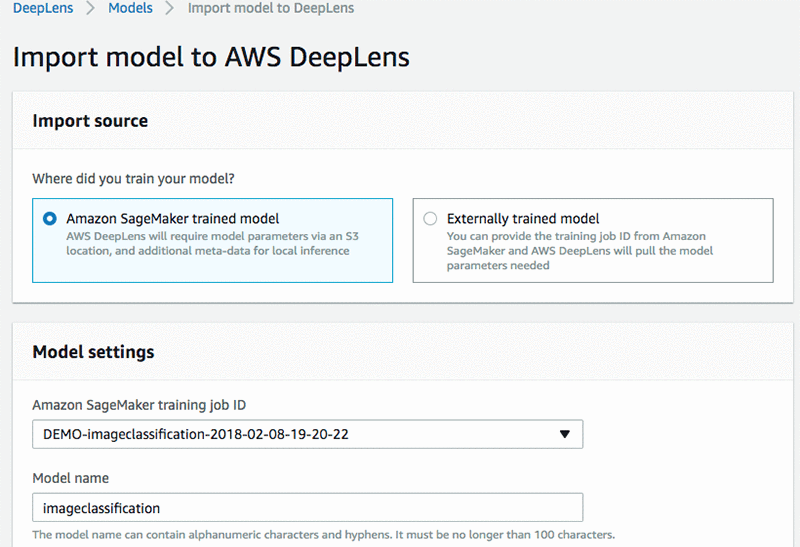 DeepLens > Models > Import model to DeepLens
Import model to AWS DeepLens
Import source
Where did you train your model?
Amazon SageMaker trained model
AWS DeepLens will require model parameters via an S3
location, and additional meta-data for local inference
Externally trained model
You can provide the training job ID from Amazon
SageMaker and AWS DeepLens will pull the model
parameters needed
Model settings
Amazon SageMaker training job ID
DEMO-imageclassification-2018-02-08-19-20-22
Model name
imageclassification
The model name can contain alphanumeric characters and hyphens. It must be no longer than 100 characters.